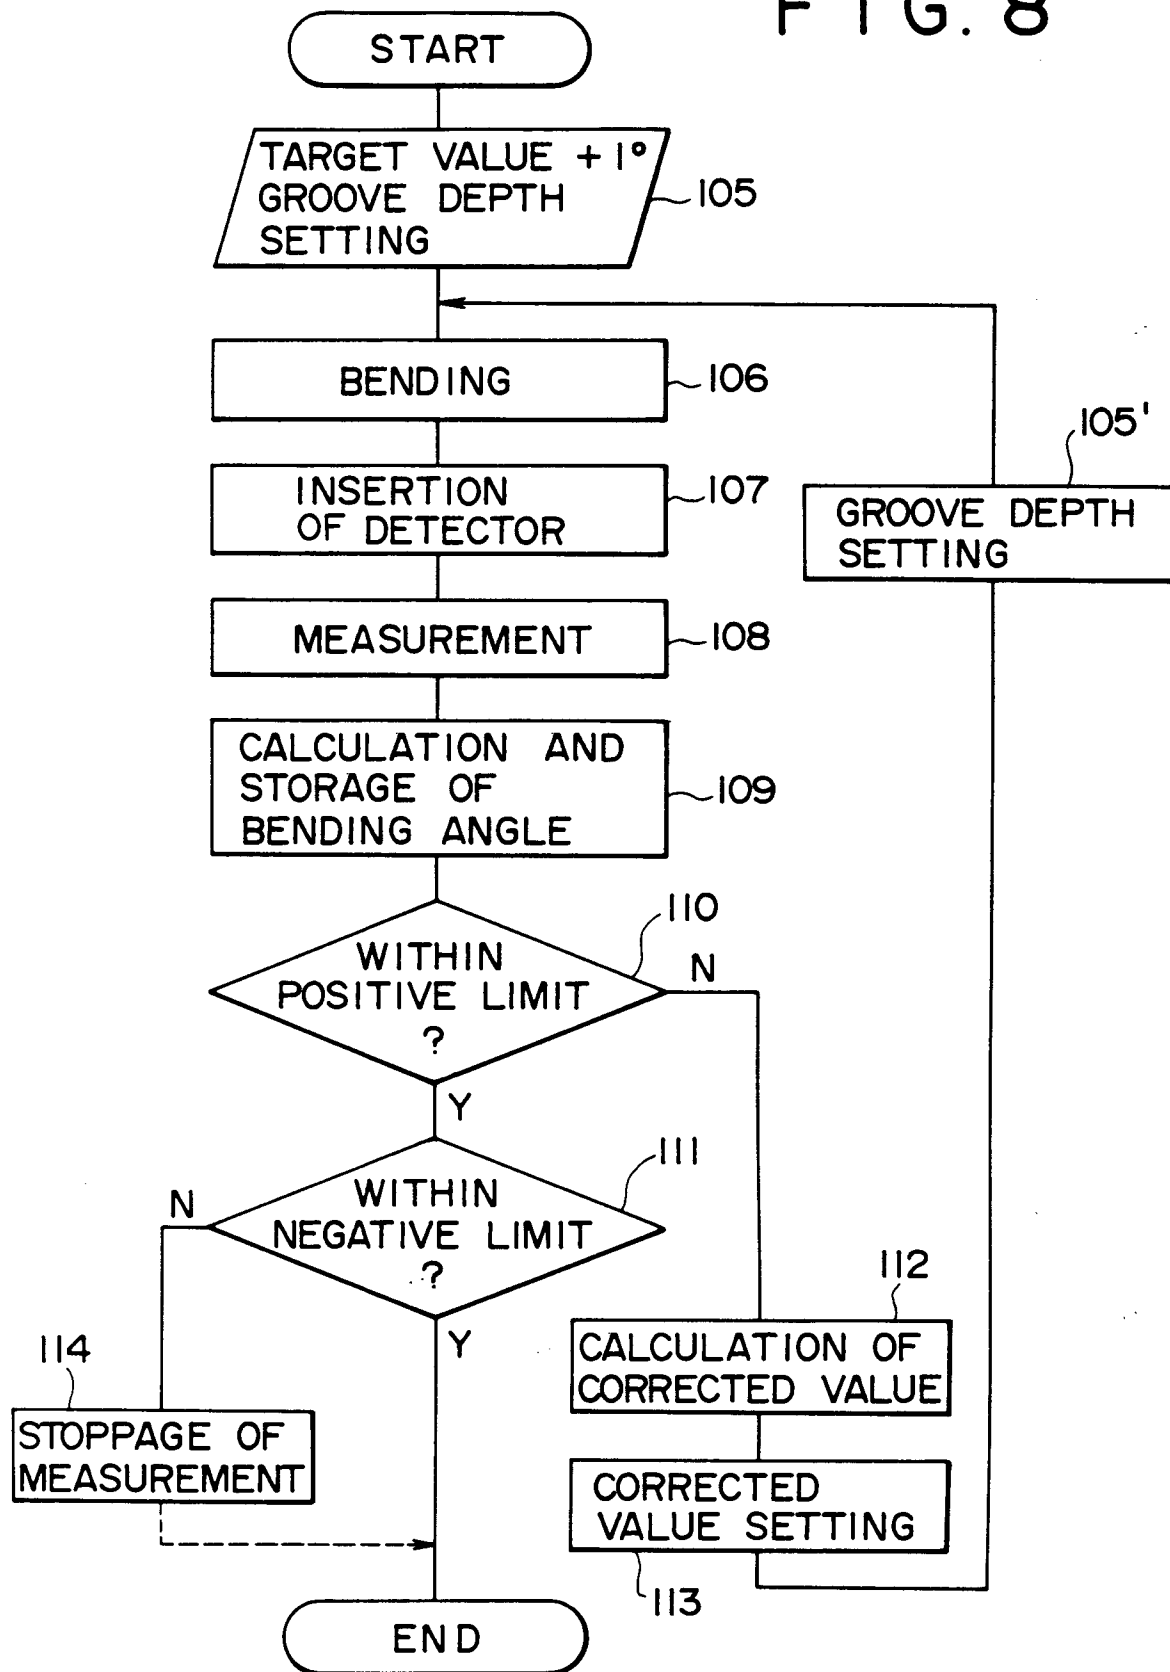 FIG. 8
START
TARGET VALUE + 1°
GROOVE DEPTH
SETTING
105
BENDING
106
105'
INSERTION
OF DETECTOR
107
GROOVE DEPTH
SETTING
MEASUREMENT
108
CALCULATION AND
STORAGE OF
BENDING ANGLE
109
110
WITHIN
POSITIVE LIMIT
?
N
Y
111
WITHIN
NEGATIVE LIMIT
?
N
Y
112
CALCULATION OF
CORRECTED VALUE
114
STOPPAGE OF
MEASUREMENT
CORRECTED
VALUE SETTING
113
END